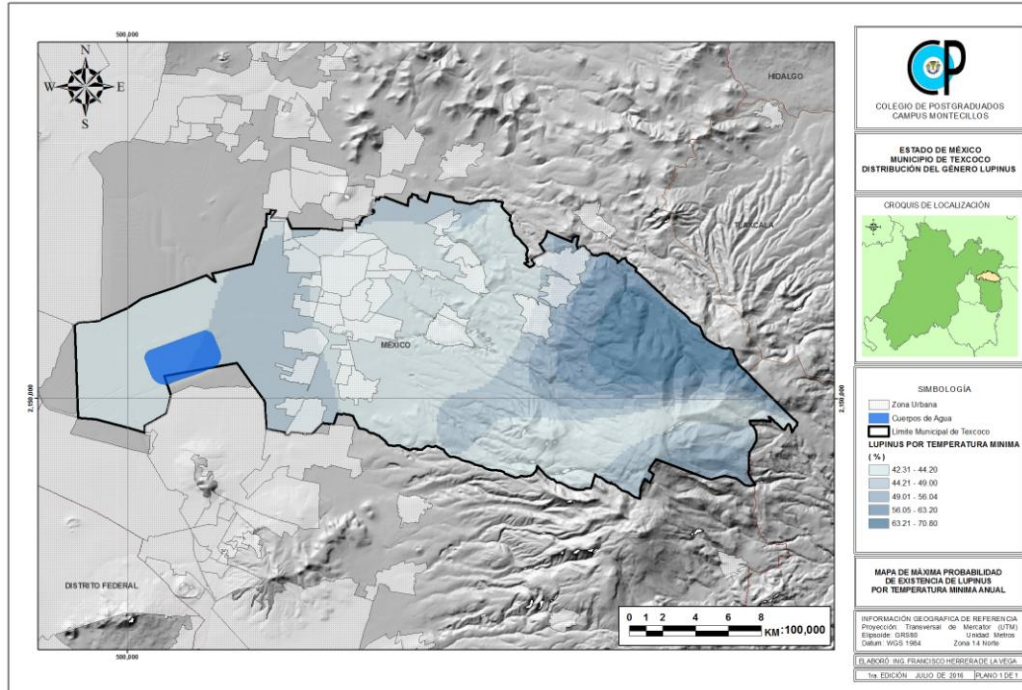 500,000
N
W E
S
HIDALGO
TLAXCALA
MÉXICO
2,150,000
2,150,000
DISTRITO FEDERAL
0 1 2 4 6 8
KM 1:100,000
500,000
CP
COLEGIO DE POSTGRADUADOS
CAMPUS MONTECILLOS
ESTADO DE MÉXICO
MUNICIPIO DE TEXCOCO
DISTRIBUCIÓN DEL GÉNERO LUPINUS
CROQUIS DE LOCALIZACIÓN
SIMBOLOGÍA
Zona Urbana
Cuerpos de Agua
Límite Municipal de Texcoco
LUPINUS POR TEMPERATURA MINIMA
( % )
42.31 - 44.20
44.21 - 49.00
49.01 - 56.04
56.05 - 63.20
63.21 - 70.80
MAPA DE MÁXIMA PROBABILIDAD
DE EXISTENCIA DE LUPINUS
POR TEMPERATURA MINIMA ANUAL
INFORMACIÓN GEOGRAFICA DE REFERENCIA
Proyección: Transversal de Mercator (UTM)
Elipsoide: GRS80 Unidad: Metros
Datum: WGS 1984 Zona 14 Norte
ELABORÓ: ING. FRANCISCO HERRERA DE LA VEGA
1ra. EDICIÓN JULIO DE 2016 PLANO 1 DE 1